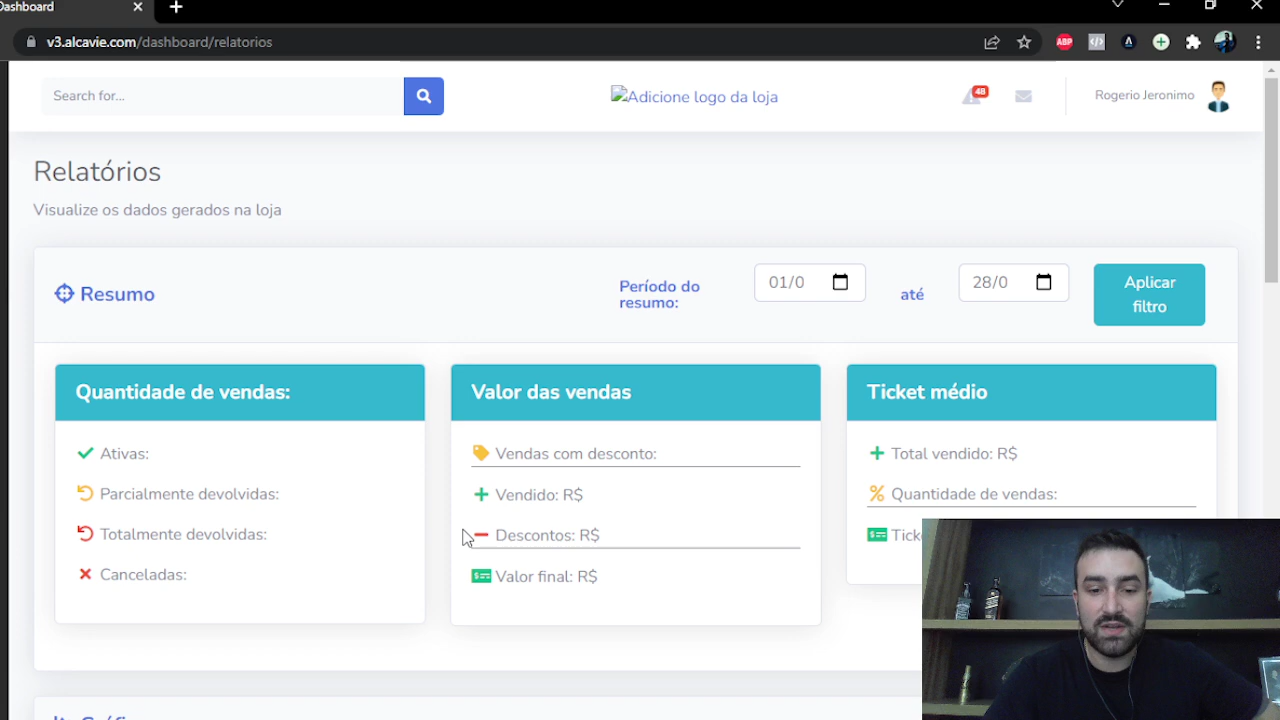 Dashboard
v3.alcavie.com/dashboard/relatorios
ABP
Search for...
Adicione logo da loja
48
Rogerio Jeronimo
Relatórios
Visualize os dados gerados na loja
Resumo
Período do
resumo:
01/0
até
28/0
Aplicar
filtro
Quantidade de vendas:
Ativas:
Parcialmente devolvidas:
Totalmente devolvidas:
Canceladas:
Valor das vendas
Vendas com desconto:
Vendido: R$
Descontos: R$
Valor final: R$
Ticket médio
Total vendido: R$
Quantidade de vendas: